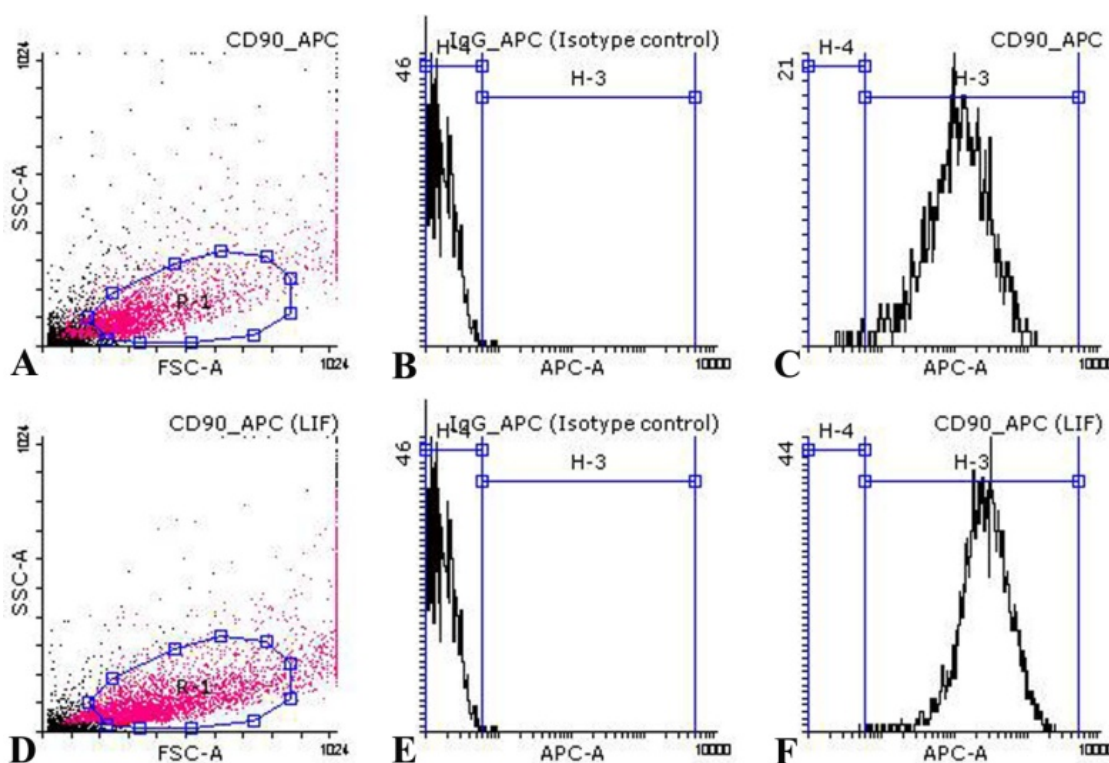 CD90_APC
1024
SSC-A
R-1
A
FSC-A
1024
IgG_APC (Isotype control)
H-4
46
H-3
B
APC-A
10000
CD90_APC
H-4
21
H-3
C
APC-A
10000
CD90_APC (LIF)
1024
SSC-A
R-1
D
FSC-A
1024
IgG_APC (Isotype control)
H-4
46
H-3
E
APC-A
10000
CD90_APC (LIF)
H-4
44
H-3
F
APC-A
10000